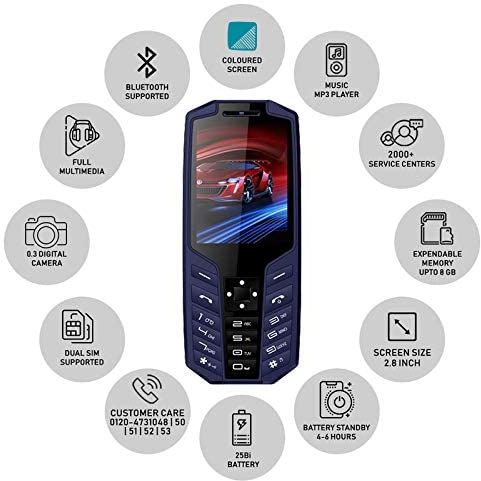 COLOURED
SCREEN
MUSIC
MP3 PLAYER
2000+
SERVICE CENTERS
EXPENDABLE
MEMORY
UPTO 8 GB
SCREEN SIZE
2.8 INCH
BATTERY STANDBY
4-6 HOURS
25Bi
BATTERY
CUSTOMER CARE
0120-4731048 | 50
| 51 | 52 | 53
DUAL SIM
SUPPORTED
0.3 DIGITAL
CAMERA
FULL
MULTIMEDIA
BLUETOOTH
SUPPORTED
2 ABC